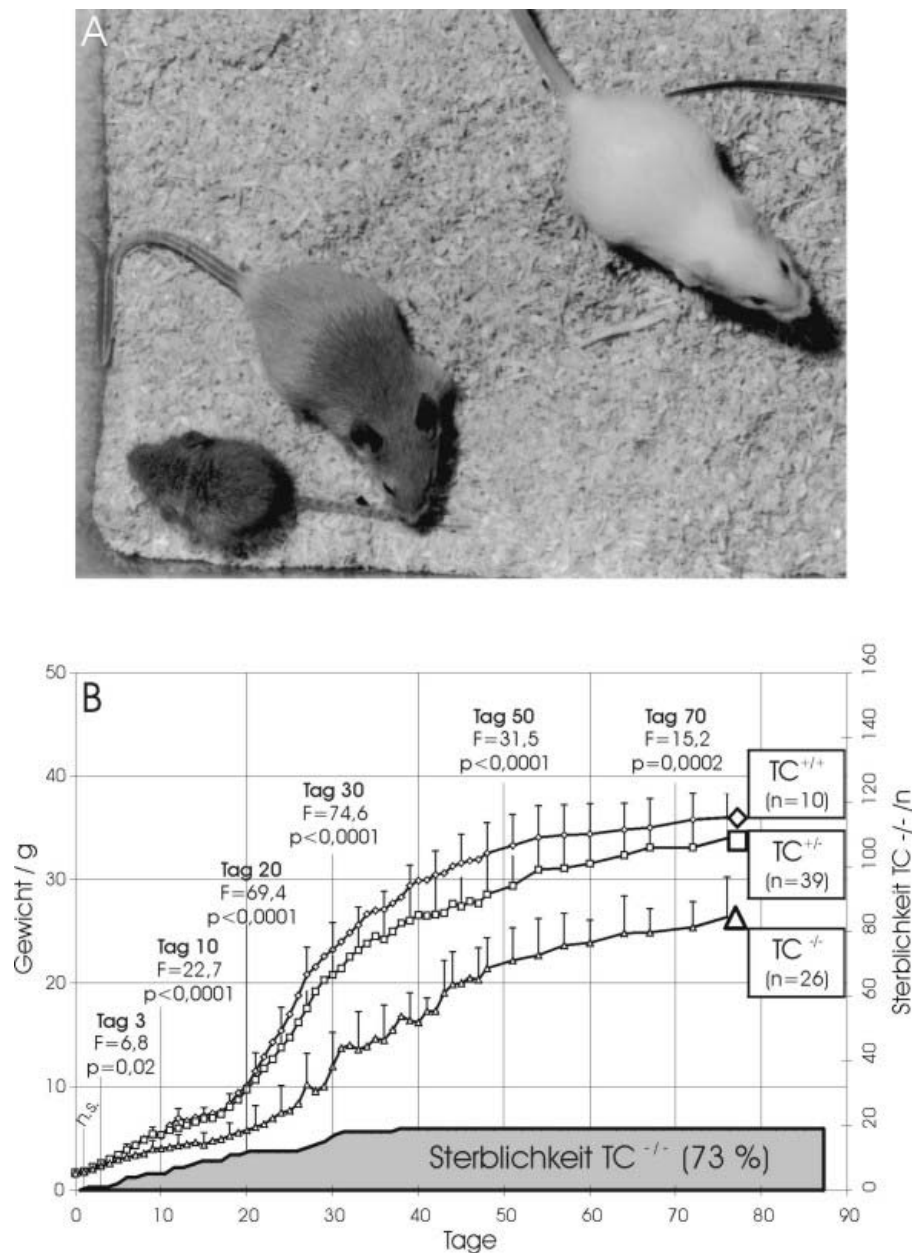 A
B
Gewicht / g
50
40
30
20
10
0
n.s.
Tag 3
F=6,8
p=0,02
Tag 10
F=22,7
p<0,0001
Tag 20
F=69,4
p<0,0001
Tag 30
F=74,6
p<0,0001
Tag 50
F=31,5
p<0,0001
Tag 70
F=15,2
p=0,0002
TC+/+
(n=10)
TC+/-
(n=39)
TC-/-
(n=26)
Sterblichkeit TC -/- (73 %)
0 10 20 30 40 50 60 70 80 90
Tage
160
140
120
100
80
60
40
20
0
Sterblichkeit TC -/- /n